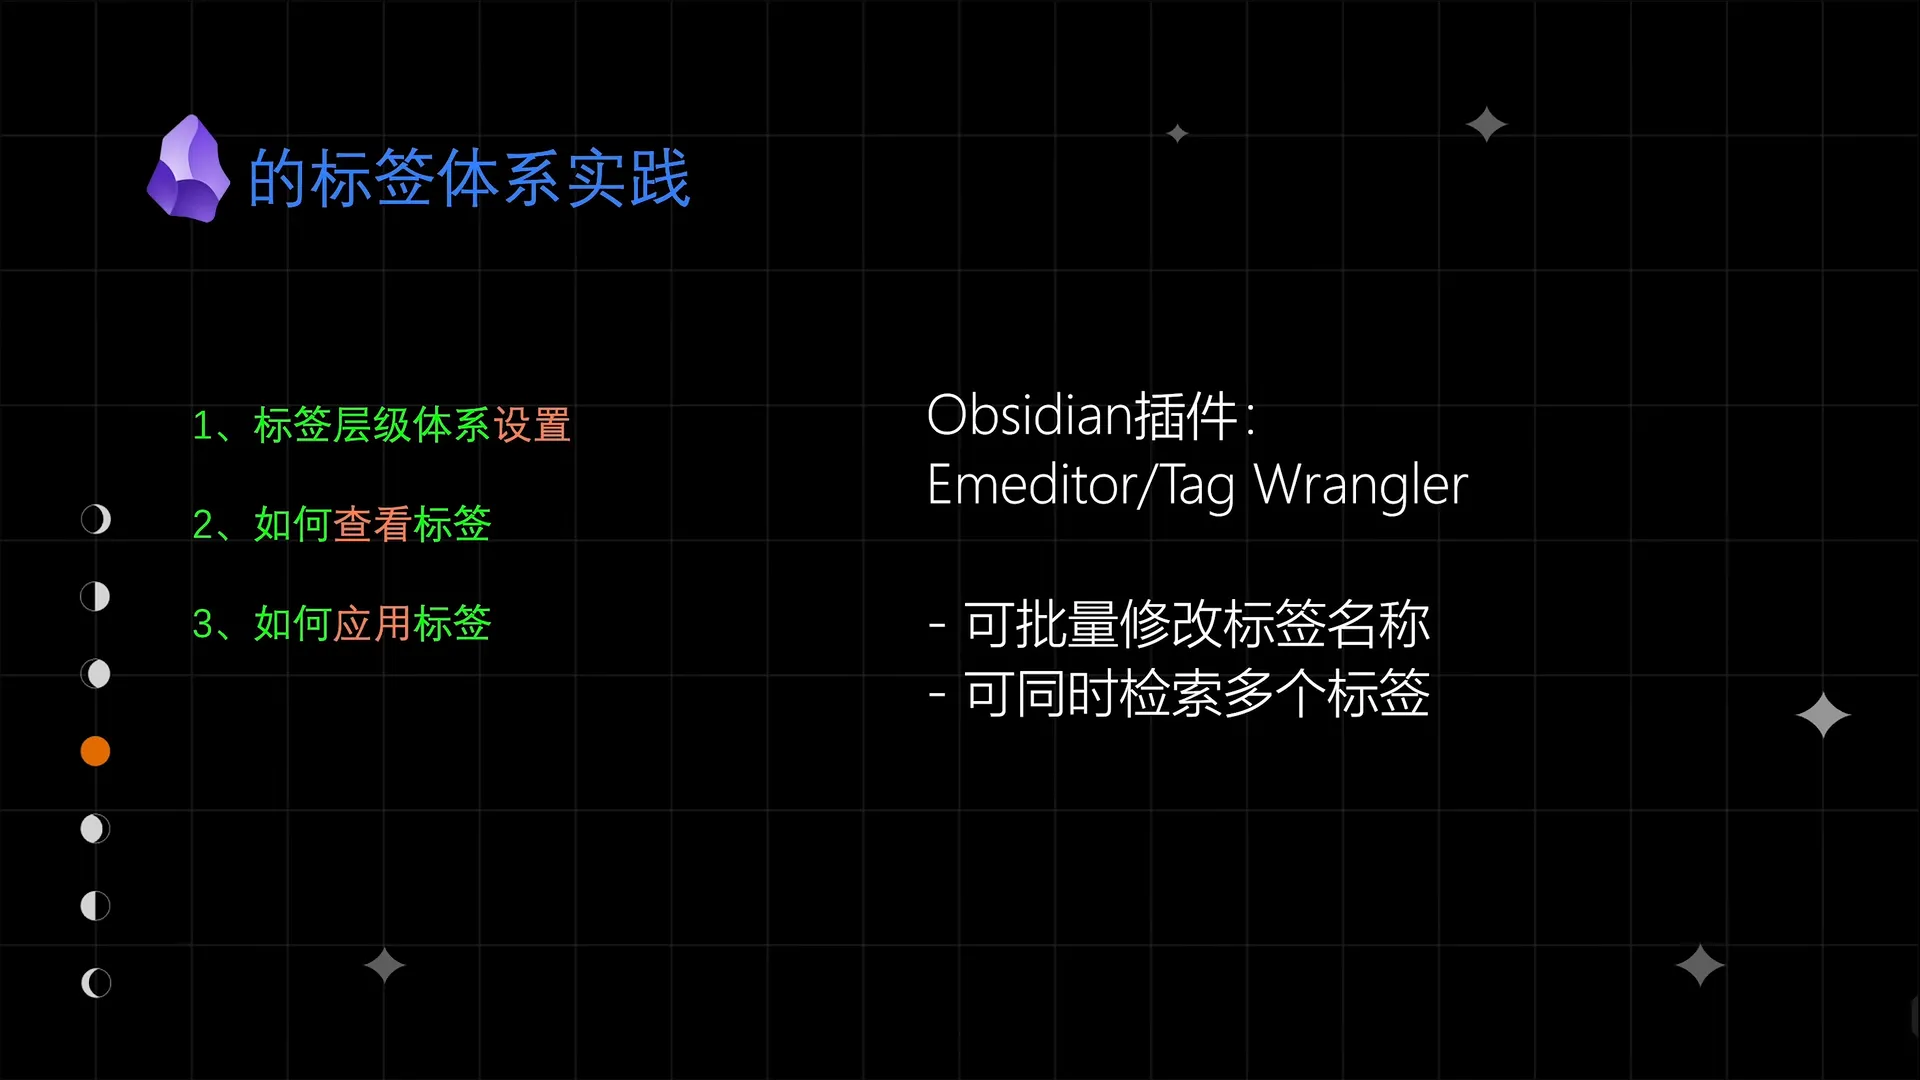 的标签体系实践
1、标签层级体系设置
2、如何查看标签
3、如何应用标签
Obsidian插件：
Emeditor/Tag Wrangler
- 可批量修改标签名称
- 可同时检索多个标签